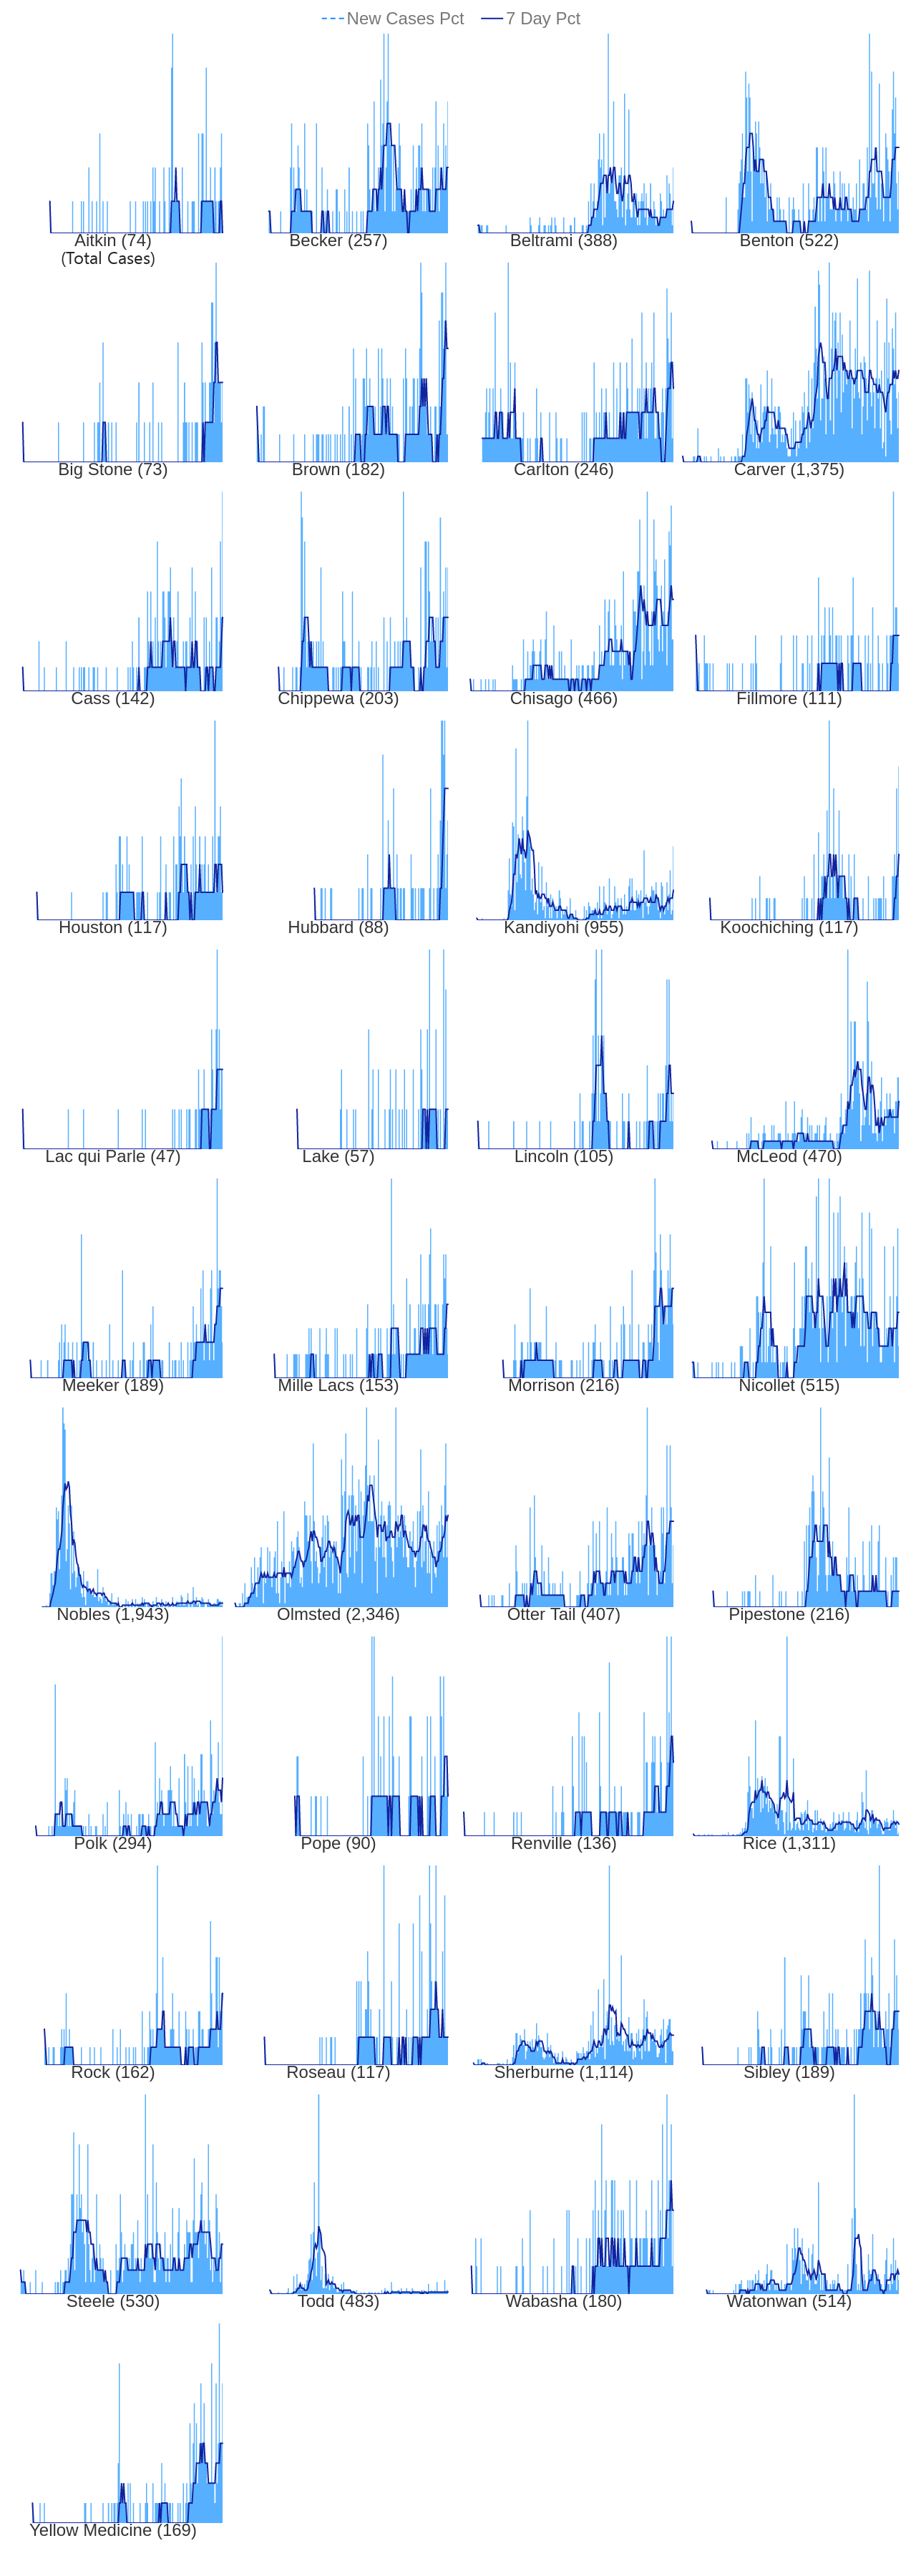 New Cases Pct 7 Day Pct
Aitkin (74) Becker (257) Beltrami (388) Benton (522)
(Total Cases)
Big Stone (73) Brown (182) Carlton (246) Carver (1,375)
Cass (142) Chippewa (203) Chisago (466) Fillmore (111)
Houston (117) Hubbard (88) Kandiyohi (955) Koochiching (117)
Lac qui Parle (47) Lake (57) Lincoln (105) McLeod (470)
Meeker (189) Mille Lacs (153) Morrison (216) Nicollet (515)
Nobles (1,943) Olmsted (2,346) Otter Tail (407) Pipestone (216)
Polk (294) Pope (90) Renville (136) Rice (1,311)
Rock (162) Roseau (117) Sherburne (1,114) Sibley (189)
Steele (530) Todd (483) Wabasha (180) Watonwan (514)
Yellow Medicine (169)